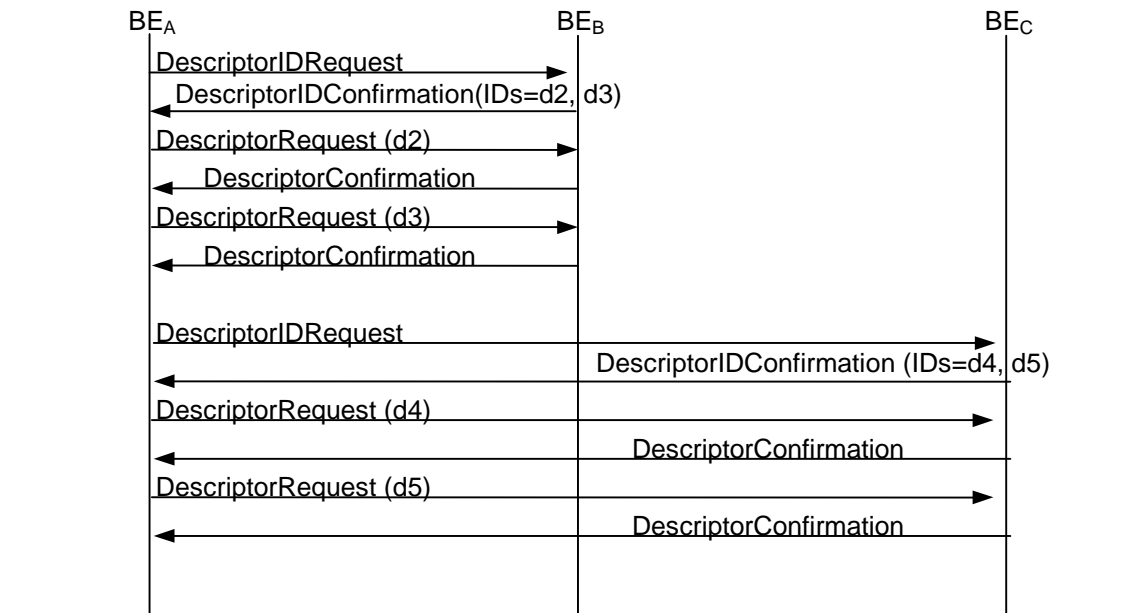 BEA BEB BEC
DescriptorIDRequest
DescriptorIDConfirmation(IDs=d2, d3)
DescriptorRequest (d2)
DescriptorConfirmation
DescriptorRequest (d3)
DescriptorConfirmation
DescriptorIDRequest
DescriptorIDConfirmation (IDs=d4, d5)
DescriptorRequest (d4)
DescriptorConfirmation
DescriptorRequest (d5)
DescriptorConfirmation